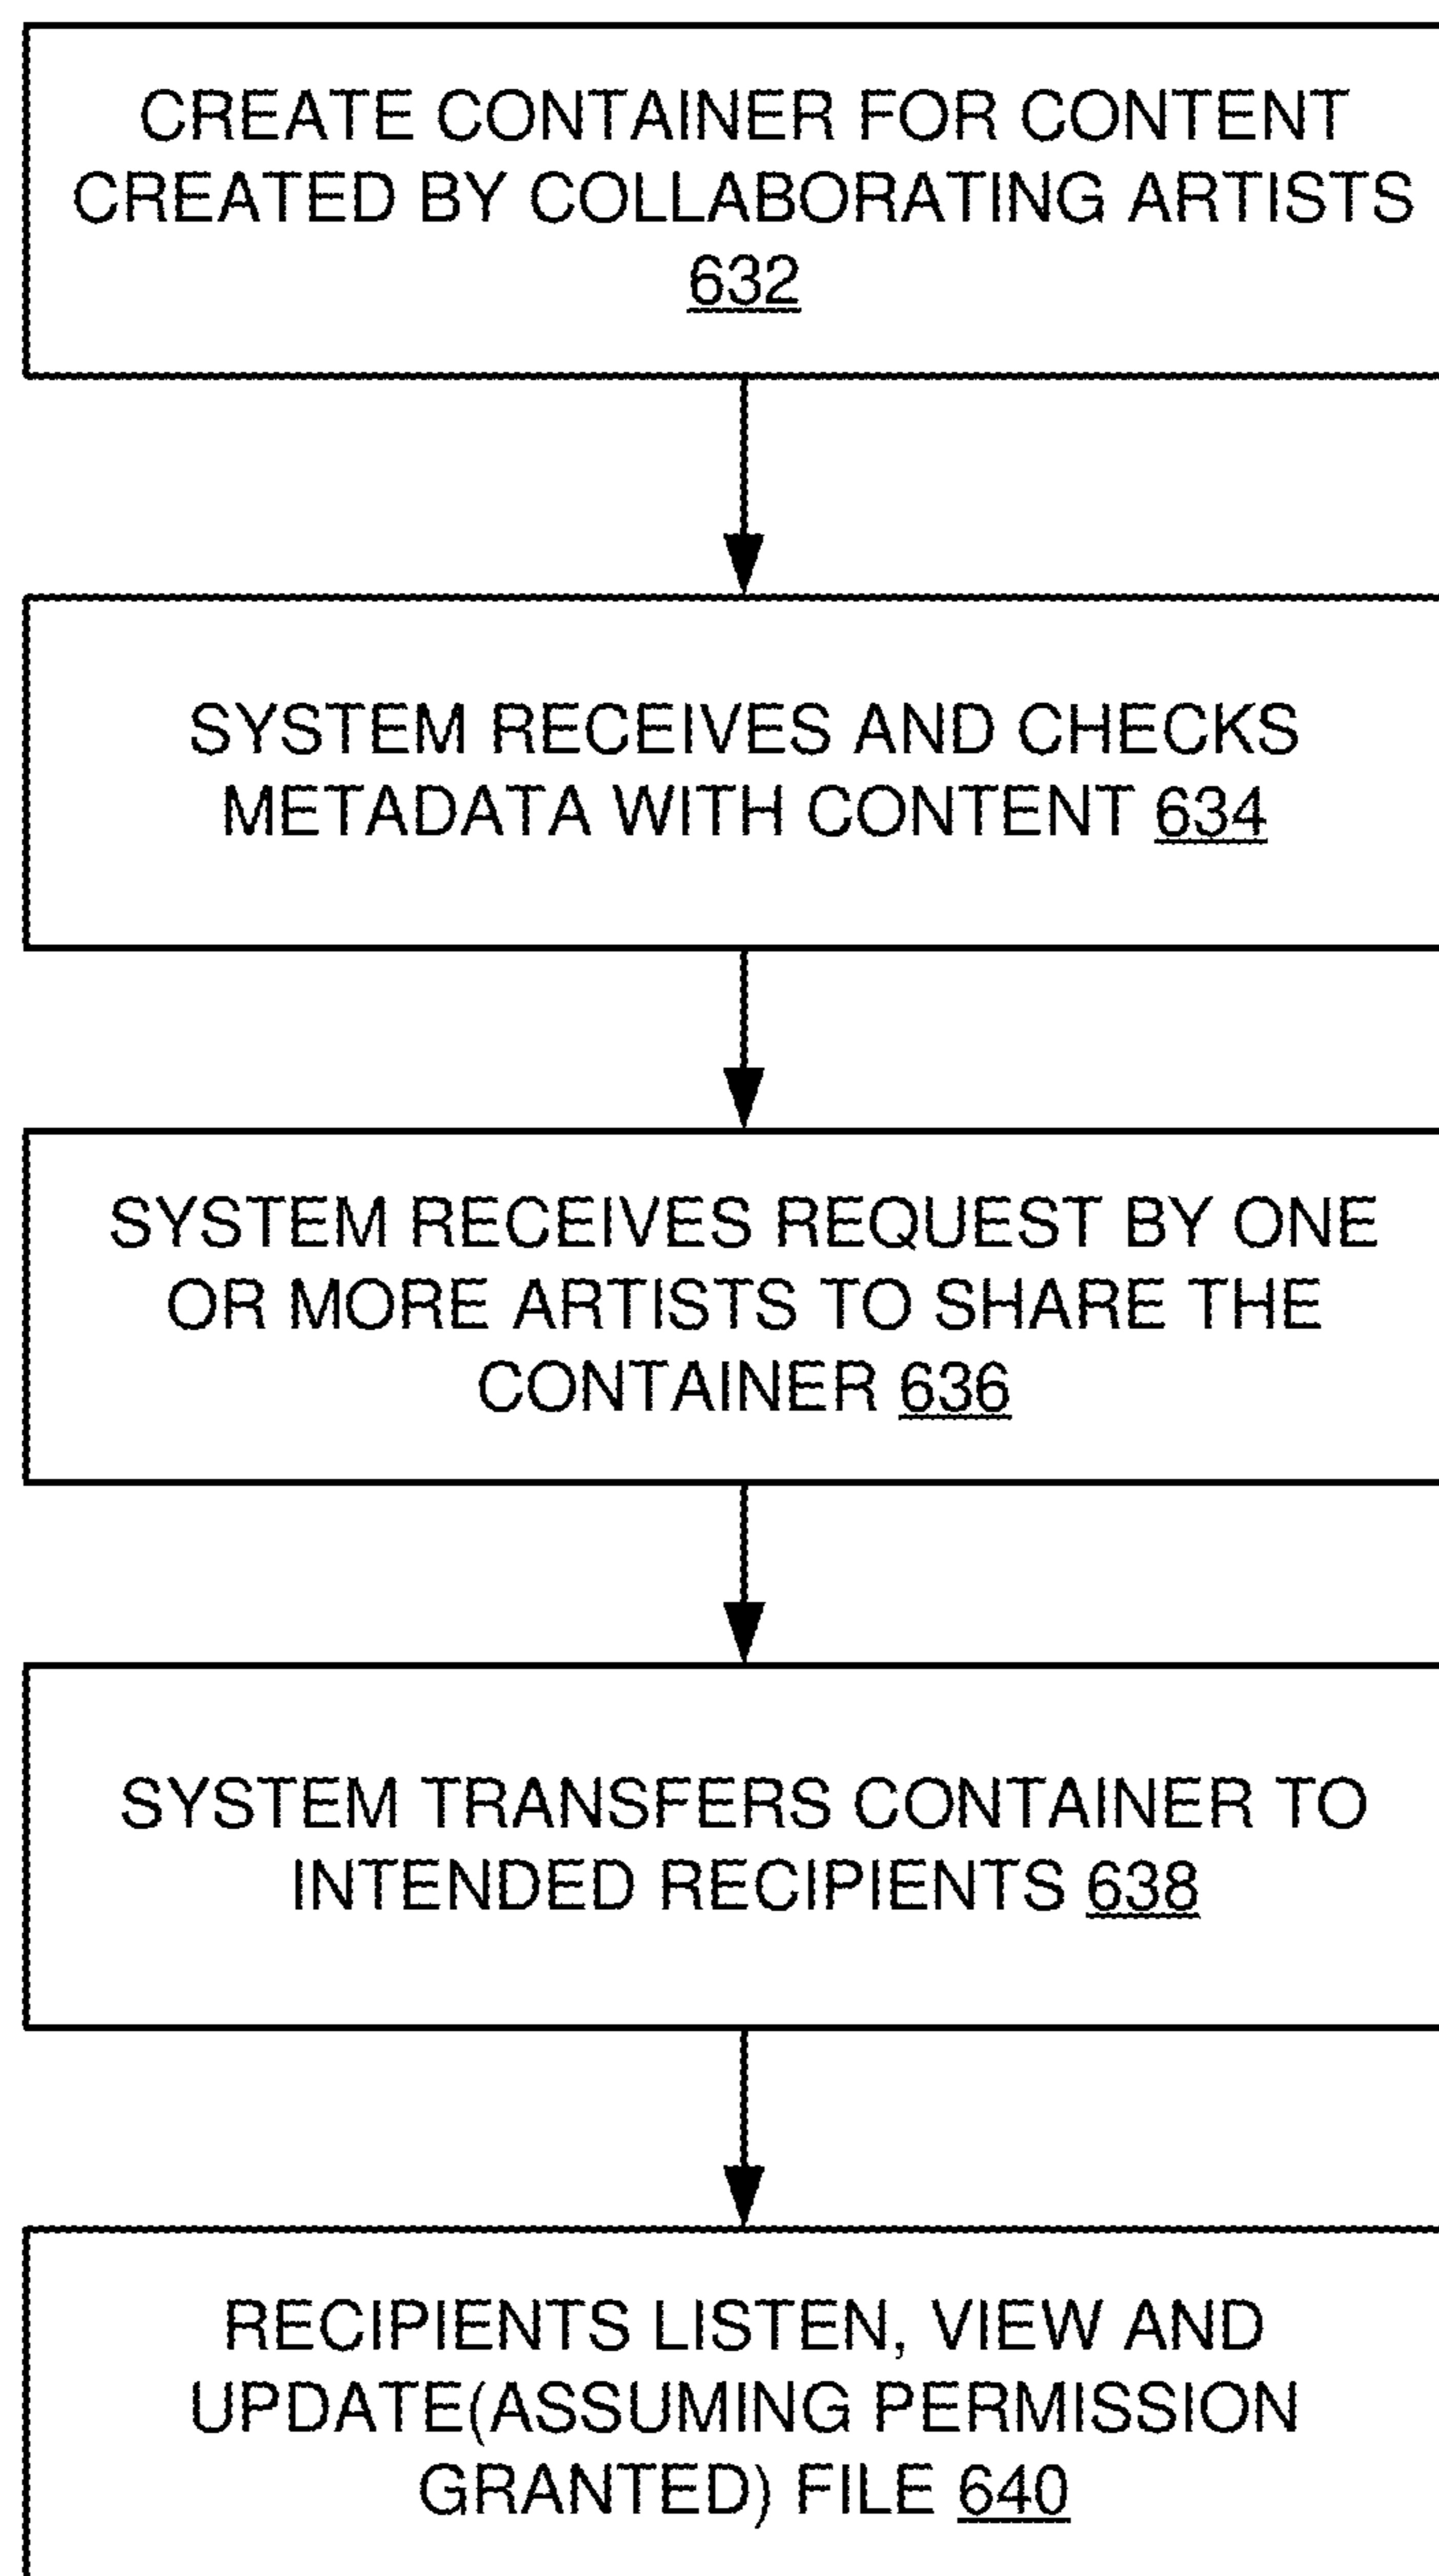 CREATE CONTAINER FOR CONTENT
CREATED BY COLLABORATING ARTISTS
632
SYSTEM RECEIVES AND CHECKS
METADATA WITH CONTENT 634
SYSTEM RECEIVES REQUEST BY ONE
OR MORE ARTISTS TO SHARE THE
CONTAINER 636
SYSTEM TRANSFERS CONTAINER TO
INTENDED RECIPIENTS 638
RECIPIENTS LISTEN, VIEW AND
UPDATE(ASSUMING PERMISSION
GRANTED) FILE 640